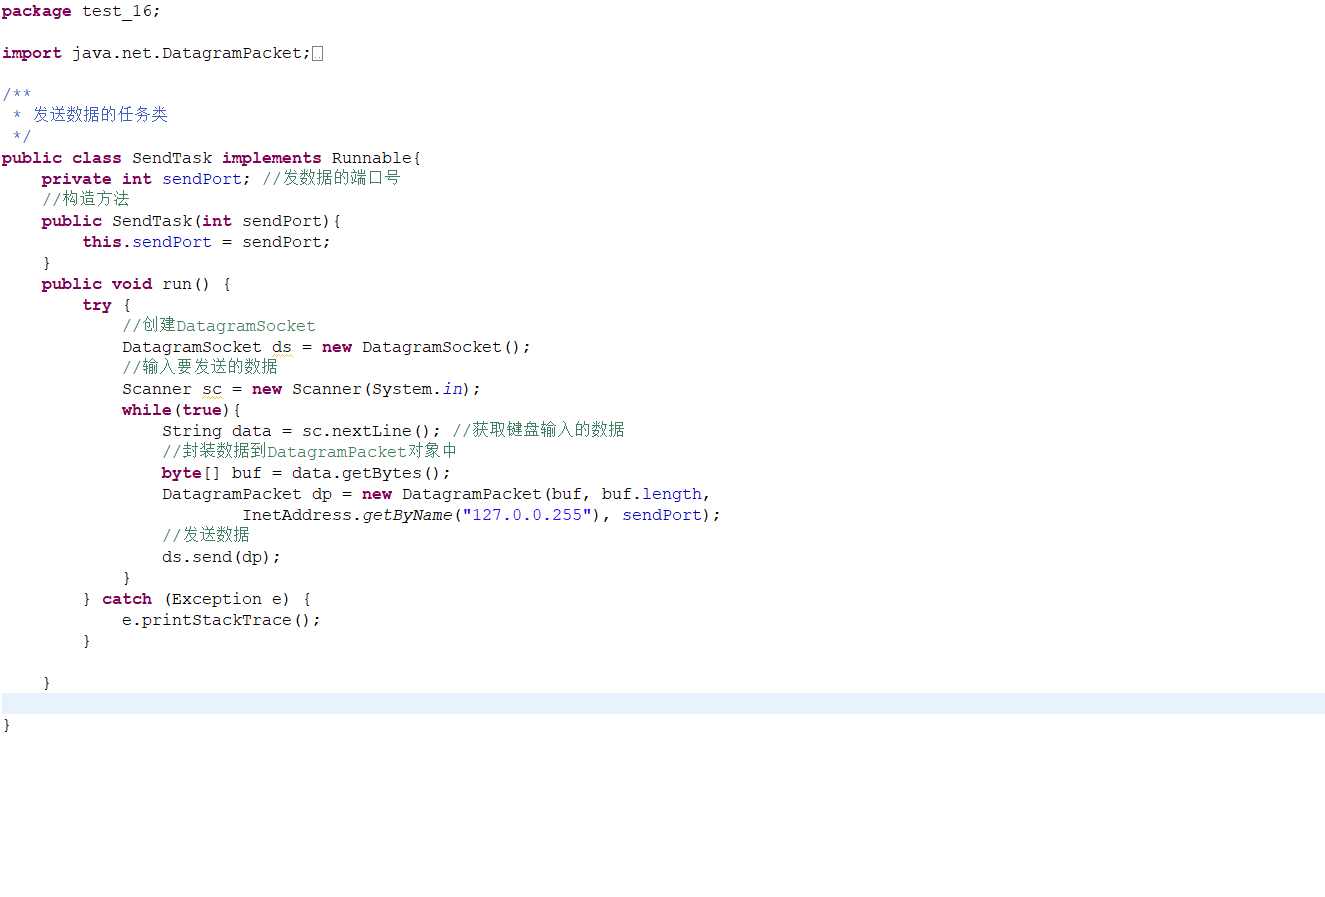 package test_16;
import java.net.DatagramPacket;
/**
 * 发送数据的任务类
 */
public class SendTask implements Runnable{
    private int sendPort; //发数据的端口号
    //构造方法
    public SendTask(int sendPort){
        this.sendPort = sendPort;
    }
    public void run() {
        try {
            //创建DatagramSocket
            DatagramSocket ds = new DatagramSocket();
            //输入要发送的数据
            Scanner sc = new Scanner(System.in);
            while(true){
                String data = sc.nextLine(); //获取键盘输入的数据
                //封装数据到DatagramPacket对象中
                byte[] buf = data.getBytes();
                DatagramPacket dp = new DatagramPacket(buf, buf.length,
                        InetAddress.getByName("127.0.0.255"), sendPort);
                //发送数据
                ds.send(dp);
            }
        } catch (Exception e) {
            e.printStackTrace();
        }
    }
}